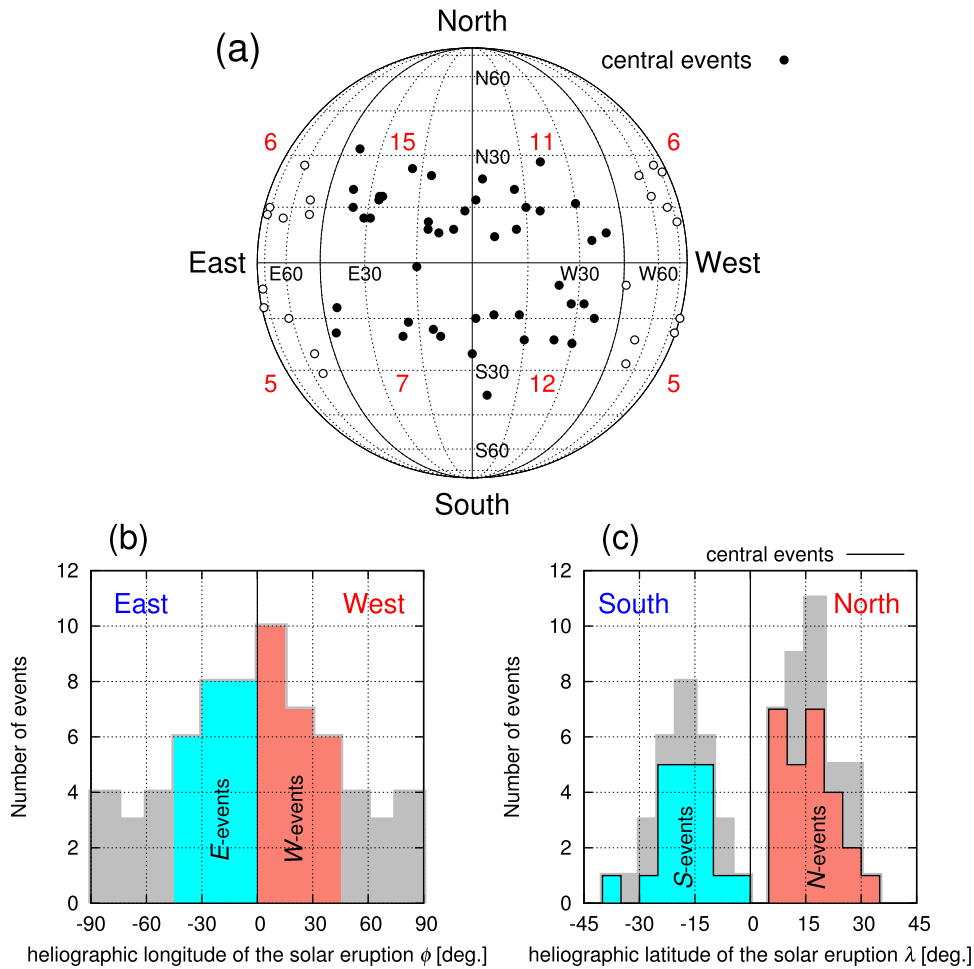 North
(a)
central events
N60
6
15
11
6
N30
East
West
E60
E30
W30
W60
5
7
12
5
S30
S60
South
(b)
(c)
central events
12
10
8
6
4
2
0
East
West
E-events
W-events
Number of events
-90
-60
-30
0
30
60
90
heliographic longitude of the solar eruption ϕ [deg.]
12
10
8
6
4
2
0
South
North
S-events
N-events
Number of events
-45
-30
-15
0
15
30
45
heliographic latitude of the solar eruption λ [deg.]